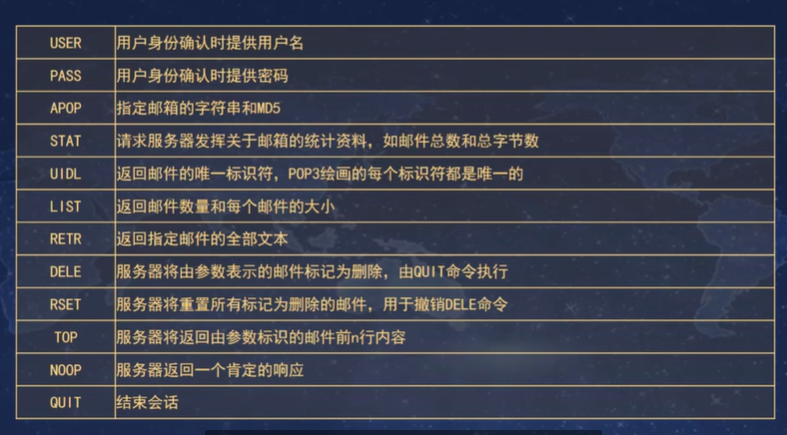 USER 用户身份确认时提供用户名
PASS 用户身份确认时提供密码
APOP 指定邮箱的字符串和MD5
STAT 请求服务器发挥关于邮箱的统计资料，如邮件总数和总字节数
UIDL 返回邮件的唯一标识符，POP3绘画的每个标识符都是唯一的
LIST 返回邮件数量和每个邮件的大小
RETR 返回指定邮件的全部文本
DELE 服务器将由参数表示的邮件标记为删除，由QUIT命令执行
RSET 服务器将重置所有标记为删除的邮件，用于撤销DELE命令
TOP 服务器将返回由参数标识的邮件前n行内容
NOOP 服务器返回一个肯定的响应
QUIT 结束会话